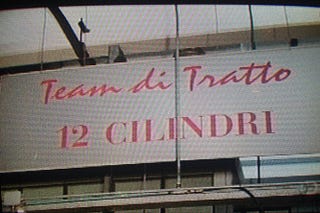 Team di Tratto
12 CILINDRI